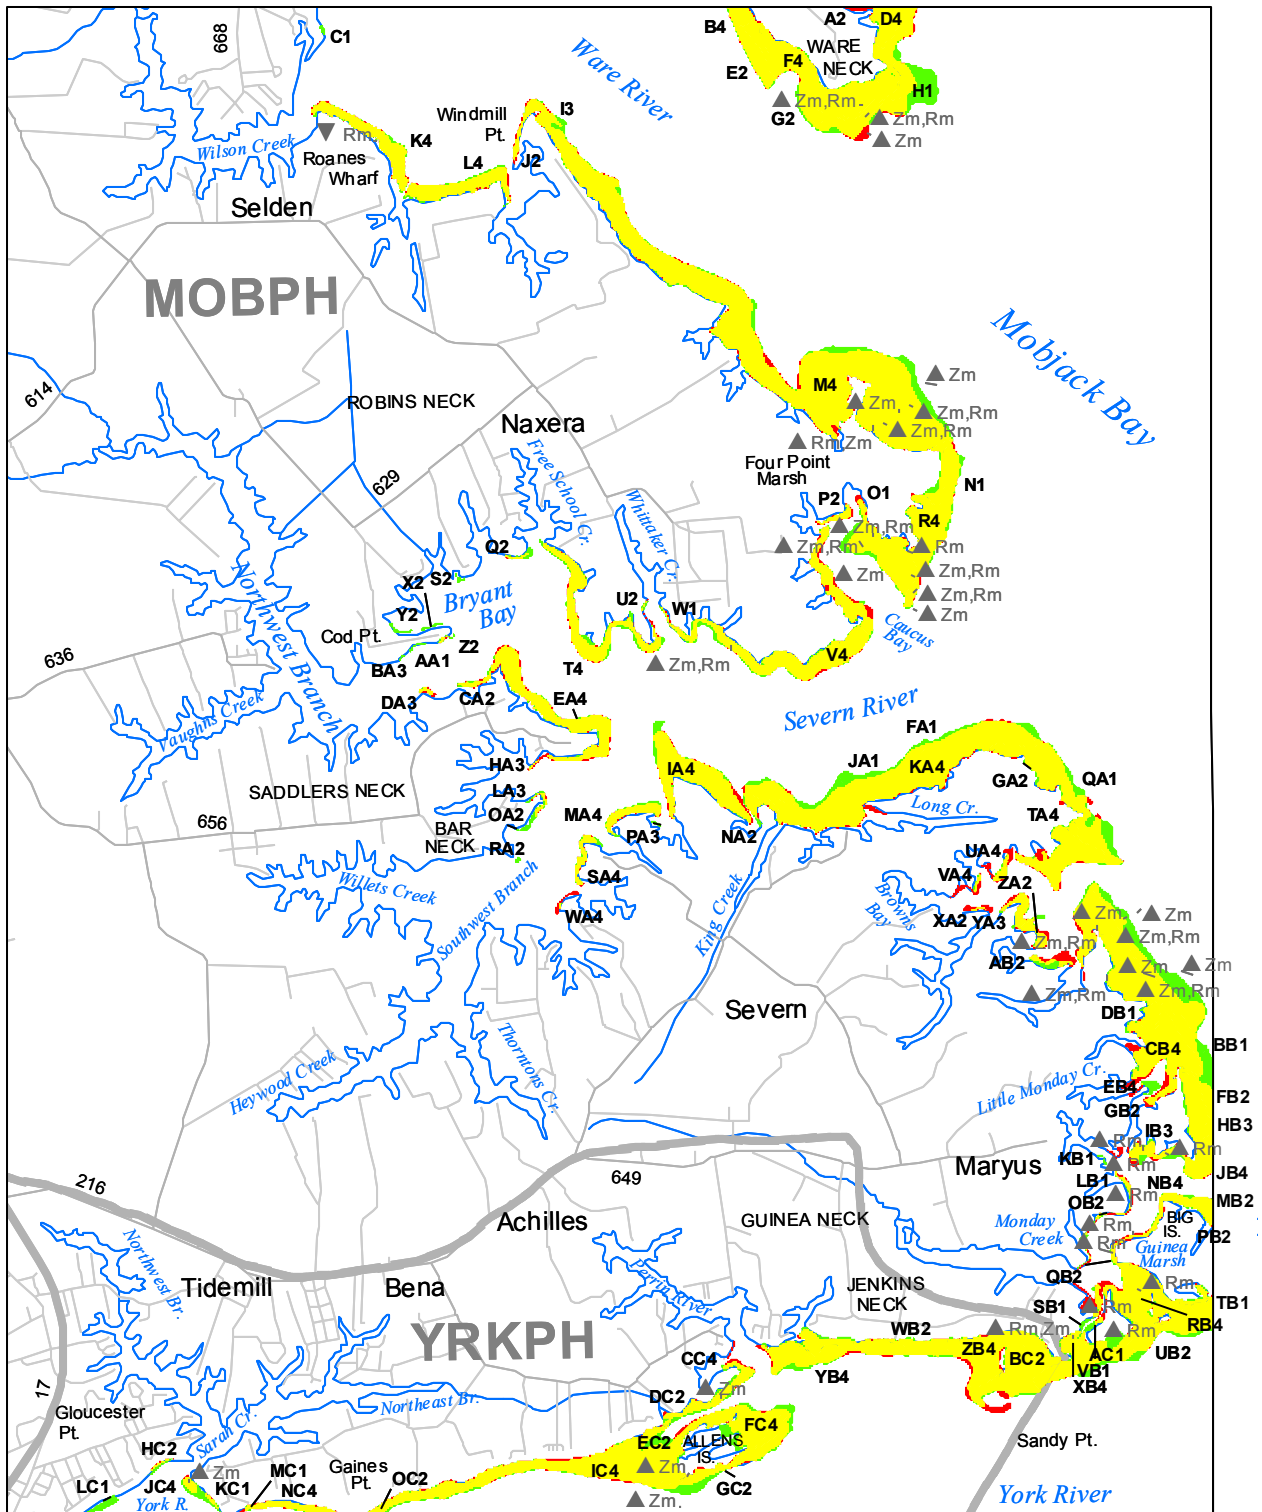 668
C1
B4
A2
D4
WARE
NECK
F4
E2
H1
Ware River
Zm,Rm
G2
Zm,Rm
Zm
I3
Windmill
Pt.
K4
L4
J2
Rm
Wilson Creek
Roanes
Wharf
Selden
MOBPH
Mobjack Bay
614
ROBINS NECK
M4
Zm
Zm
Zm,Rm
Zm,Rm
Naxera
Rm,Zm
Four Point
Marsh
Free School Cr.
629
Whittaker Cr.
P2
O1
N1
R4
Zm,Rm
Zm,Rm
Rm
Zm
Zm,Rm
Zm,Rm
Zm
Q2
X2
S2
Bryant
Bay
Y2
Cod Pt.
Z2
AA1
BA3
U2
W1
Caucus
Bay
V4
Zm,Rm
T4
Northwest Branch
636
DA3
CA2
EA4
Vaughns Creek
Severn River
FA1
JA1
KA4
GA2
QA1
HA3
IA4
LA3
SADDLERS NECK
OA2
MA4
Long Cr.
TA4
656
BAR
NECK
PA3
NA2
RA2
UA4
VA4
ZA2
Willets Creek
SA4
Southwest Branch
WA4
King Creek
Browns
Bay
XA2
YA3
Zm
Zm
Zm,Rm
Zm,Rm
AB2
Zm
Zm
Zm,Rm
Zm,Rm
Severn
DB1
Thorntons Cr.
CB4
BB1
Heywood Creek
Little Monday Cr.
EB4
FB2
GB2
HB3
IB3
Rm
Rm
KB1
Rm
Maryus
JB4
LB1
NB4
Rm
216
649
OB2
MB2
Achilles
GUINEA NECK
Monday
Creek
Rm
Rm
BIG
IS.
PB2
Guinea
Marsh
Northwest Br.
QB2
Rm
Tidemill
Bena
Perrin River
JENKINS
NECK
SB1
Rm
TB1
RB4
YRKPH
WB2
Rm,Zm
Rm
ZB4
BC2
AC1
UB2
VB1
XB4
CC4
YB4
17
DC2
Zm
Northeast Br.
Gloucester
Pt.
Sarah Cr.
FC4
EC2
ALLENS
IS.
Sandy Pt.
HC2
Zm
MC1
Gaines
Pt.
IC4
Zm
GC2
LC1
JC4
KC1
NC4
OC2
York R.
Zm
York River